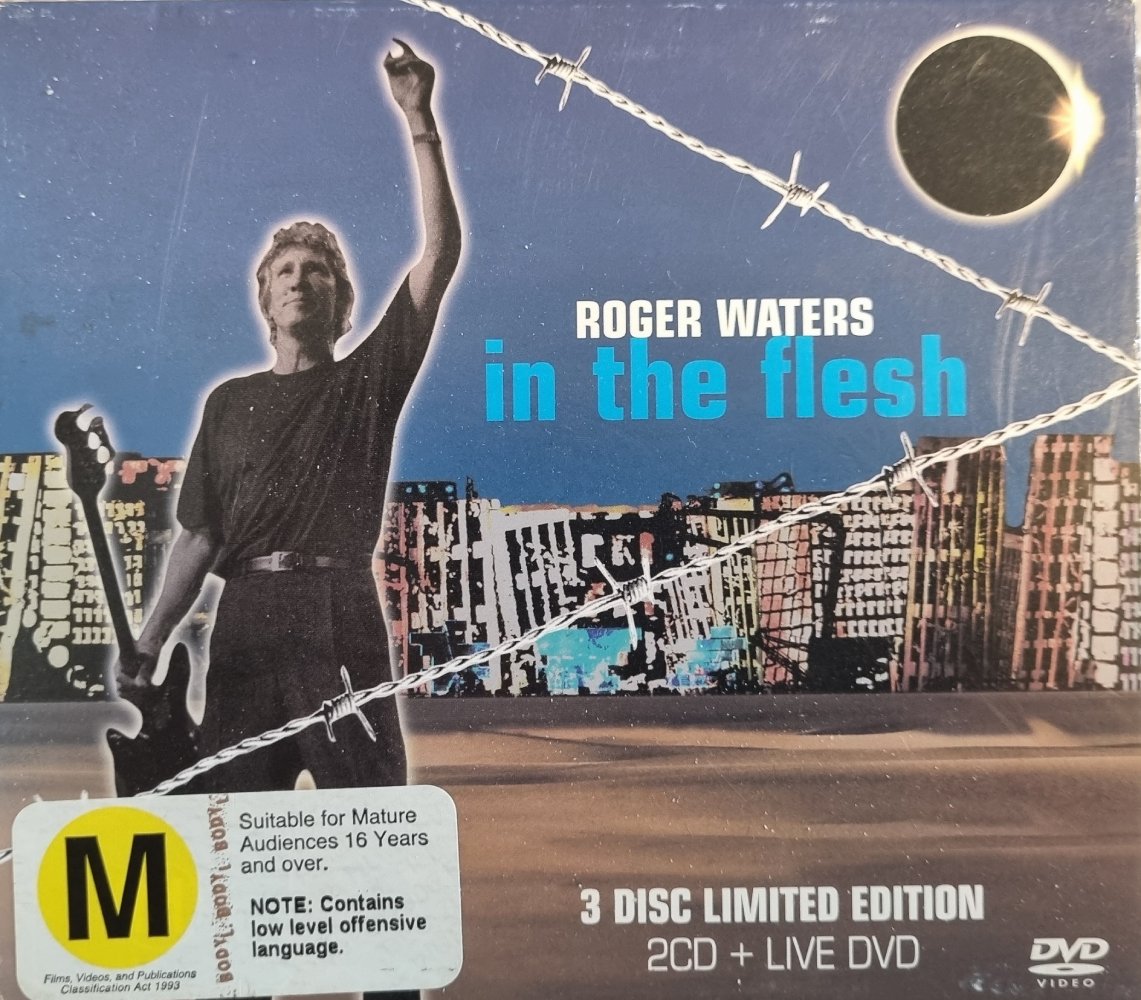 ROGER WATERS
in the flesh
M
Suitable for Mature
Audiences 16 Years
and over.
NOTE: Contains
low level offensive
language.
Films, Videos, and Publications
Classification Act 1993
3 DISC LIMITED EDITION
2CD + LIVE DVD
DVD
VIDEO